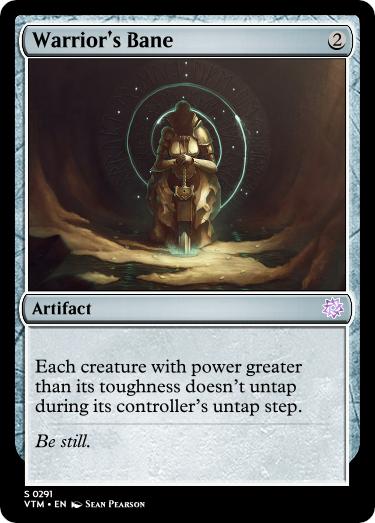 Warrior's Bane
2
Artifact
Each creature with power greater
than its toughness doesn't untap
during its controller's untap step.
Be still.
S 0291
VTM • EN Sean Pearson